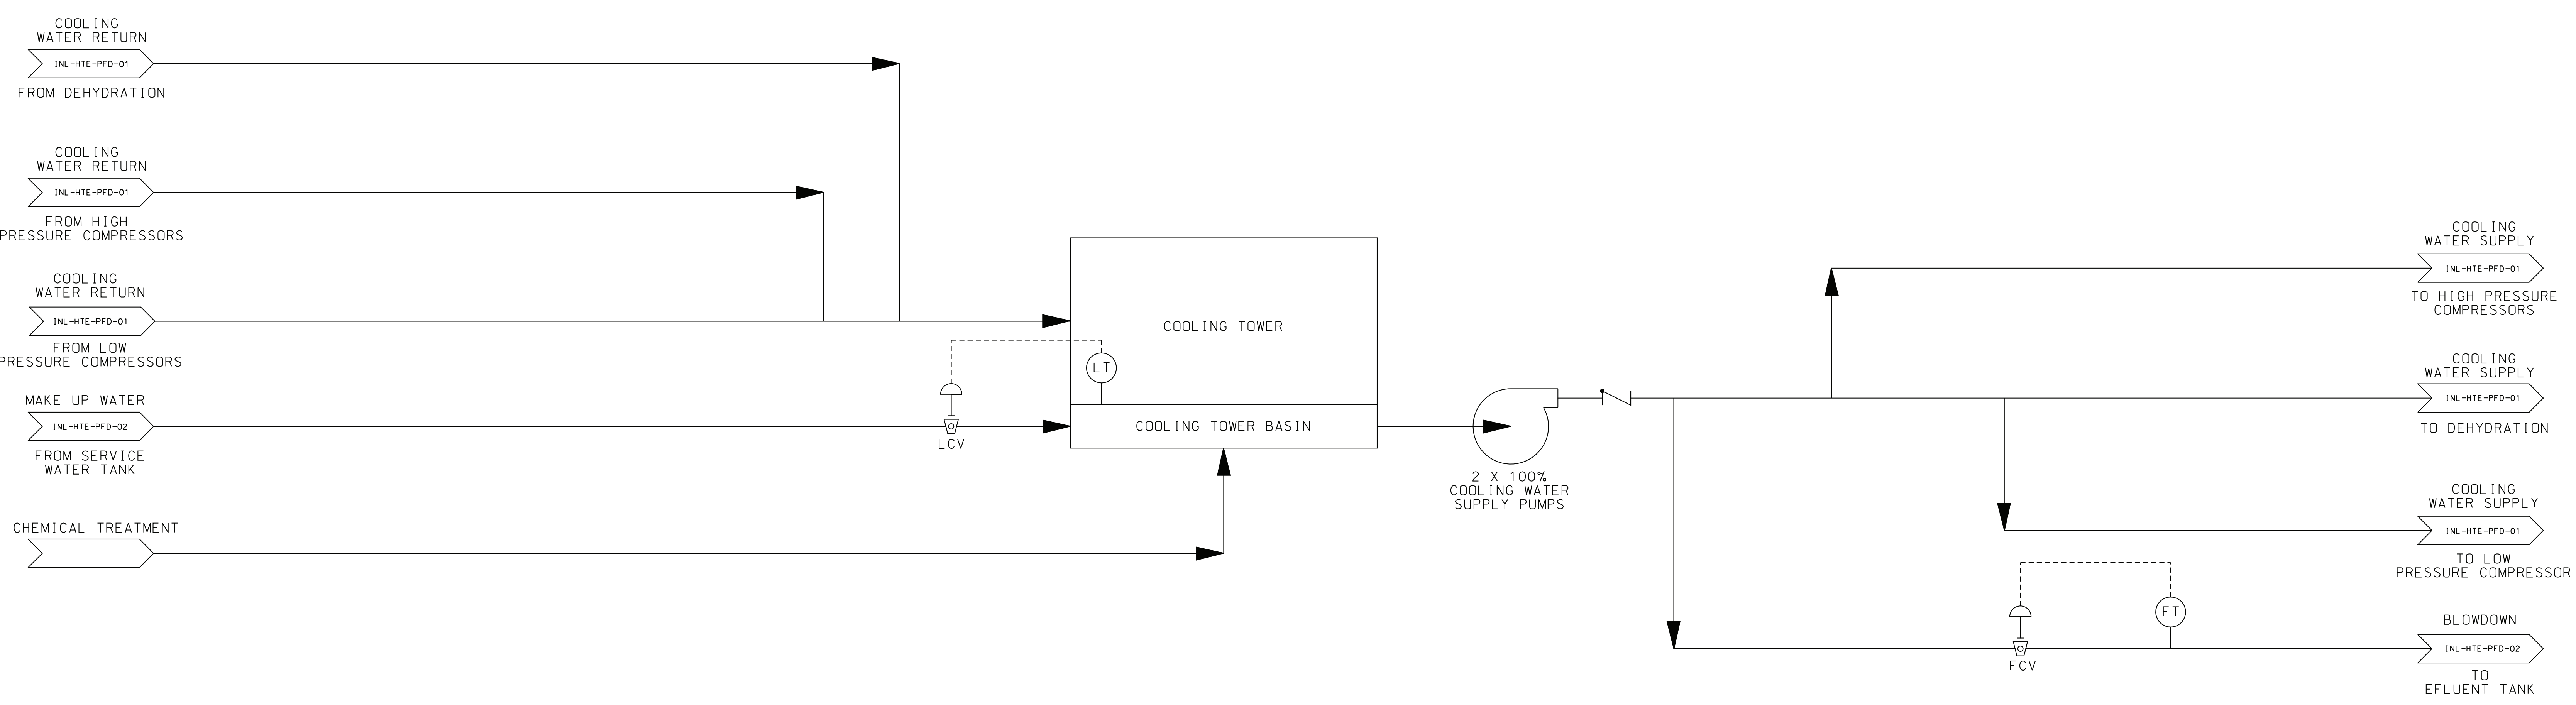 COOLING
WATER RETURN
INL-HTE-PFD-01
FROM DEHYDRATION
COOLING
WATER RETURN
INL-HTE-PFD-01
FROM HIGH
PRESSURE COMPRESSORS
COOLING
WATER RETURN
INL-HTE-PFD-01
FROM LOW
PRESSURE COMPRESSORS
MAKE UP WATER
INL-HTE-PFD-02
FROM SERVICE
WATER TANK
CHEMICAL TREATMENT
LCV
LT
COOLING TOWER
COOLING TOWER BASIN
2 X 100%
COOLING WATER
SUPPLY PUMPS
COOLING
WATER SUPPLY
INL-HTE-PFD-01
TO HIGH PRESSURE
COMPRESSORS
COOLING
WATER SUPPLY
INL-HTE-PFD-01
TO DEHYDRATION
COOLING
WATER SUPPLY
INL-HTE-PFD-01
TO LOW
PRESSURE COMPRESSOR
FT
FCV
BLOWDOWN
INL-HTE-PFD-02
TO
EFLUENT TANK